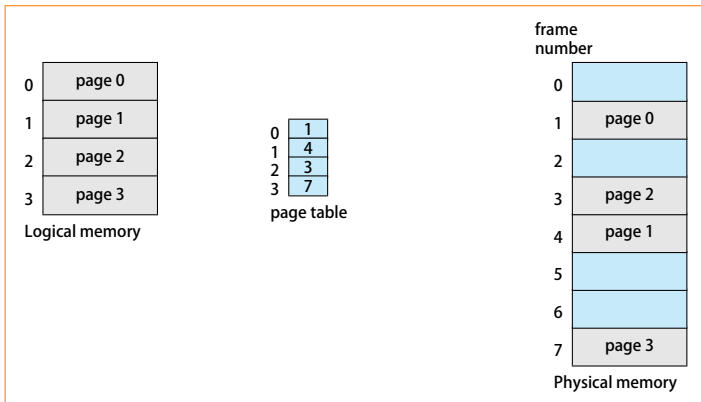 0 page 0
1 page 1
2 page 2
3 page 3
Logical memory
0 1
1 4
2 3
3 7
page table
frame
number
0
1 page 0
2
3 page 2
4 page 1
5
6
7 page 3
Physical memory